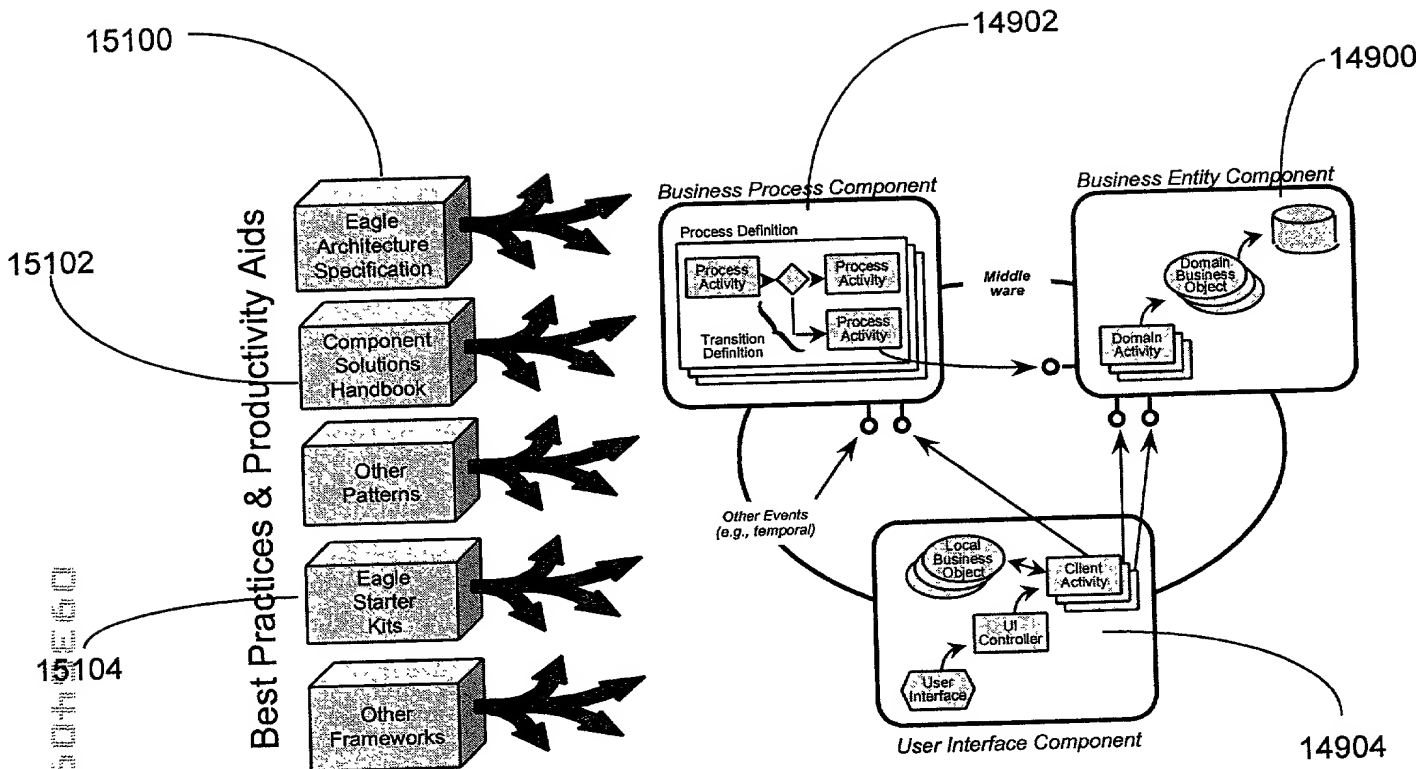 15100
14902
14900
15102
15104
Best Practices & Productivity Aids
Eagle
Architecture
Specification
Component
Solutions
Handbook
Other
Patterns
Eagle
Starter
Kits
Other
Frameworks
Business Process Component
Process Definition
Process
Activity
Process
Activity
Process
Activity
Transition
Definition
Middle
ware
Business Entity Component
Domain
Business
Object
Domain
Activity
Other Events
(e.g., temporal)
Local
Business
Object
Client
Activity
UI
Controller
User
Interface
User Interface Component
14904